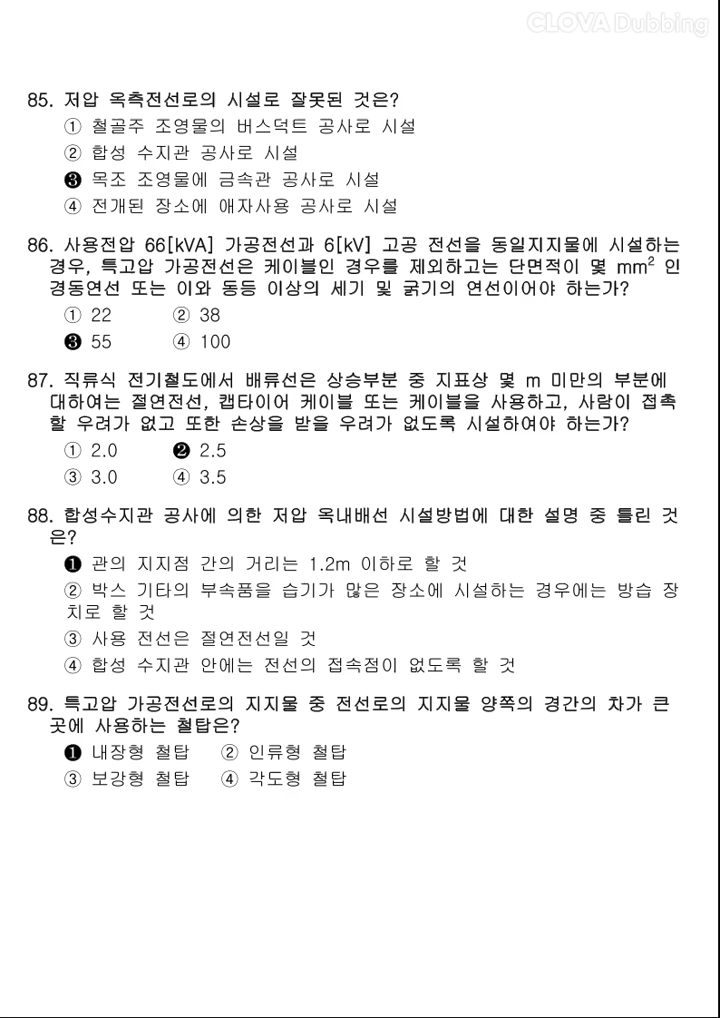 CLOVA Dubbing
85. 저압 옥측전선로의 시설로 잘못된 것은?
① 철골주 조영물의 버스덕트 공사로 시설
② 합성 수지관 공사로 시설
❸ 목조 조영물에 금속관 공사로 시설
④ 전개된 장소에 애자사용 공사로 시설
86. 사용전압 66[kVA] 가공전선과 6[kV] 고공 전선을 동일지지물에 시설하는
경우, 특고압 가공전선은 케이블인 경우를 제외하고는 단면적이 몇 mm² 인
경동연선 또는 이와 동등 이상의 세기 및 굵기의 연선이어야 하는가?
① 22 ② 38
❸ 55 ④ 100
87. 직류식 전기철도에서 배류선은 상승부분 중 지표상 몇 m 미만의 부분에
대하여는 절연전선, 캡타이어 케이블 또는 케이블을 사용하고, 사람이 접촉
할 우려가 없고 또한 손상을 받을 우려가 없도록 시설하여야 하는가?
① 2.0 ❷ 2.5
③ 3.0 ④ 3.5
88. 합성수지관 공사에 의한 저압 옥내배선 시설방법에 대한 설명 중 틀린 것
은?
❶ 관의 지지점 간의 거리는 1.2m 이하로 할 것
② 박스 기타의 부속품을 습기가 많은 장소에 시설하는 경우에는 방습 장
치로 할 것
③ 사용 전선은 절연전선일 것
④ 합성 수지관 안에는 전선의 접속점이 없도록 할 것
89. 특고압 가공전선로의 지지물 중 전선로의 지지물 양쪽의 경간의 차가 큰
곳에 사용하는 철탑은?
❶ 내장형 철탑 ② 인류형 철탑
③ 보강형 철탑 ④ 각도형 철탑